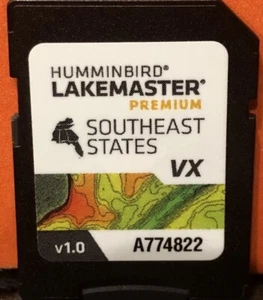 HUMMINBIRD®
LAKEMASTER®
PREMIUM
SOUTHEAST
STATES
VX
v1.0
A774822